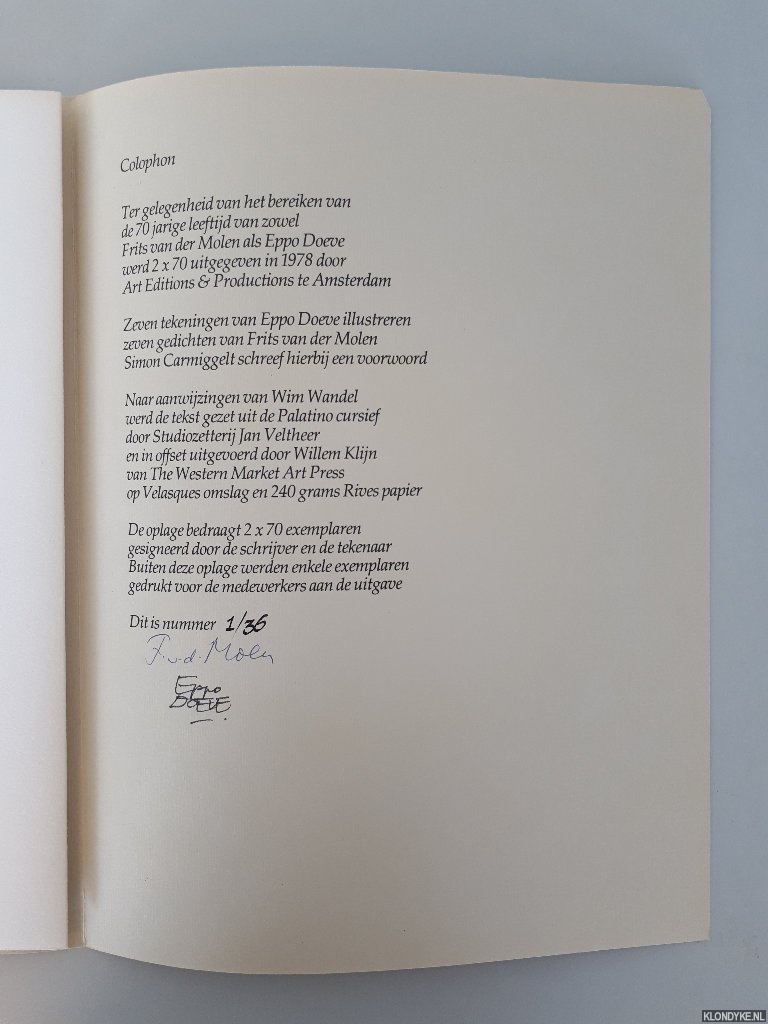 Colophon
Ter gelegenheid van het bereiken van
de 70 jarige leeftijd van zowel
Frits van der Molen als Eppo Doeve
werd 2 x 70 uitgegeven in 1978 door
Art Editions & Productions te Amsterdam
Zeven tekeningen van Eppo Doeve illustreren
zeven gedichten van Frits van der Molen
Simon Carmiggelt schreef hierbij een voorwoord
Naar aanwijzingen van Wim Wandel
werd de tekst gezet uit de Palatino cursief
door Studiozetterij Jan Veltheer
en in offset uitgevoerd door Willem Klijn
van The Western Market Art Press
op Velasques omslag en 240 grams Rives papier
De oplage bedraagt 2 x 70 exemplaren
gesigneerd door de schrijver en de tekenaar
Buiten deze oplage werden enkele exemplaren
gedrukt voor de medewerkers aan de uitgave
Dit is nummer 1/36
F.v.d. Molen
Eppo
DOEVE
KLONDYKE.NL